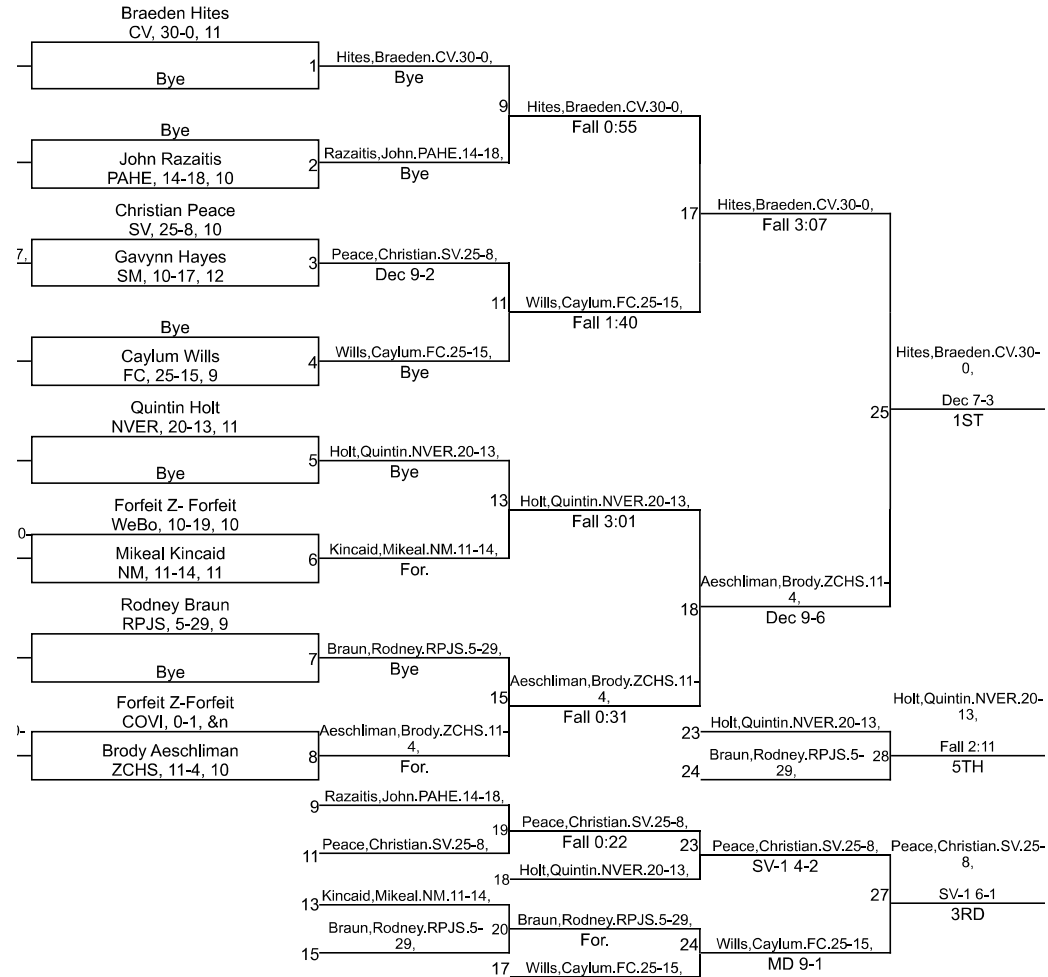 Braeden Hites
CV, 30-0, 11
Bye
1
Hites,Braeden.CV.30-0,
Bye
9
Hites,Braeden.CV.30-0,
Fall 0:55
Bye
John Razaitis
PAHE, 14-18, 10
2
Razaitis,John.PAHE.14-18,
Bye
17
Hites,Braeden.CV.30-0,
Fall 3:07
Christian Peace
SV, 25-8, 10
7,
Gavynn Hayes
SM, 10-17, 12
3
Peace,Christian.SV.25-8,
Dec 9-2
11
Wills,Caylum.FC.25-15,
Fall 1:40
Bye
Caylum Wills
FC, 25-15, 9
4
Wills,Caylum.FC.25-15,
Bye
25
Hites,Braeden.CV.30-
0,
Dec 7-3
1ST
Quintin Holt
NVER, 20-13, 11
Bye
5
Holt,Quintin.NVER.20-13,
Bye
13
Holt,Quintin.NVER.20-13,
Fall 3:01
Forfeit Z- Forfeit
WeBo, 10-19, 10
0-
Mikeal Kincaid
NM, 11-14, 11
6
Kincaid,Mikeal.NM.11-14,
For.
18
Aeschliman,Brody.ZCHS.11-
4,
Dec 9-6
Rodney Braun
RPJS, 5-29, 9
Bye
7
Braun,Rodney.RPJS.5-29,
Bye
15
Aeschliman,Brody.ZCHS.11-
4,
Fall 0:31
Forfeit Z-Forfeit
COVI, 0-1, &n
0-
Brody Aeschliman
ZCHS, 11-4, 10
8
Aeschliman,Brody.ZCHS.11-
4,
For.
23
Holt,Quintin.NVER.20-13,
24
Braun,Rodney.RPJS.5-
29,
28
Holt,Quintin.NVER.20-
13,
Fall 2:11
5TH
9
Razaitis,John.PAHE.14-18,
11
Peace,Christian.SV.25-8,
19
Peace,Christian.SV.25-8,
Fall 0:22
18
Holt,Quintin.NVER.20-13,
23
Peace,Christian.SV.25-8,
SV-1 4-2
13
Kincaid,Mikeal.NM.11-14,
15
Braun,Rodney.RPJS.5-
29,
20
Braun,Rodney.RPJS.5-29,
For.
17
Wills,Caylum.FC.25-15,
24
Wills,Caylum.FC.25-15,
MD 9-1
27
Peace,Christian.SV.25-
8,
SV-1 6-1
3RD